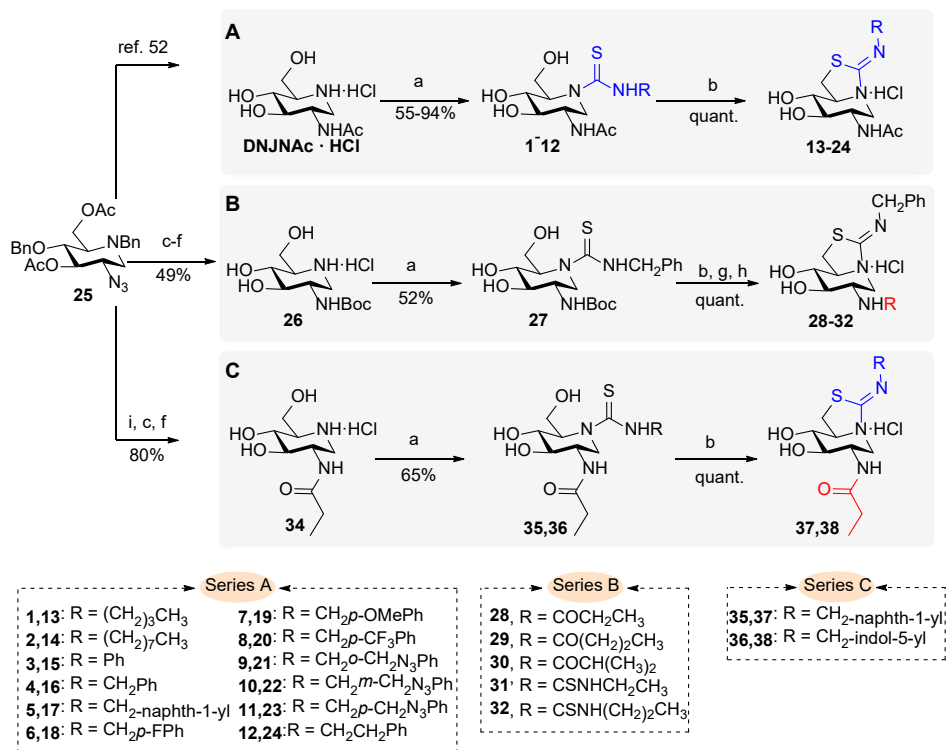 ref. 52
A
OH
HO
HO
NH·HCl
NHAc
DNJNAc · HCl
a
55-94%
OH
S
N
NHR
HO
HO
NHAc
1-12
b
quant.
R
N
S
N·HCl
HO
HO
NHAc
13-24
OAc
BnO
AcO
NBn
N3
25
c-f
49%
B
OH
HO
HO
NH·HCl
NHBoc
26
a
52%
OH
S
N
NHCH2Ph
HO
HO
NHBoc
27
b, g, h
quant.
CH2Ph
N
S
N·HCl
HO
HO
NHR
28-32
i, c, f
80%
C
OH
HO
HO
NH·HCl
NH
O
34
a
65%
OH
S
N
NHR
HO
HO
NH
O
35,36
b
quant.
R
N
S
N·HCl
HO
HO
NH
O
37,38
Series A
1,13: R = (CH2)3CH3
2,14: R = (CH2)7CH3
3,15: R = Ph
4,16: R = CH2Ph
5,17: R = CH2-naphth-1-yl
6,18: R = CH2p-FPh
7,19: R = CH2p-OMePh
8,20: R = CH2p-CF3Ph
9,21: R = CH2o-CH2N3Ph
10,22: R = CH2m-CH2N3Ph
11,23: R = CH2p-CH2N3Ph
12,24: R = CH2CH2Ph
Series B
28, R = COCH2CH3
29, R = CO(CH2)2CH3
30, R = COCH(CH3)2
31, R = CSNHCH2CH3
32, R = CSNH(CH2)2CH3
Series C
35,37: R = CH2-naphth-1-yl
36,38: R = CH2-indol-5-yl